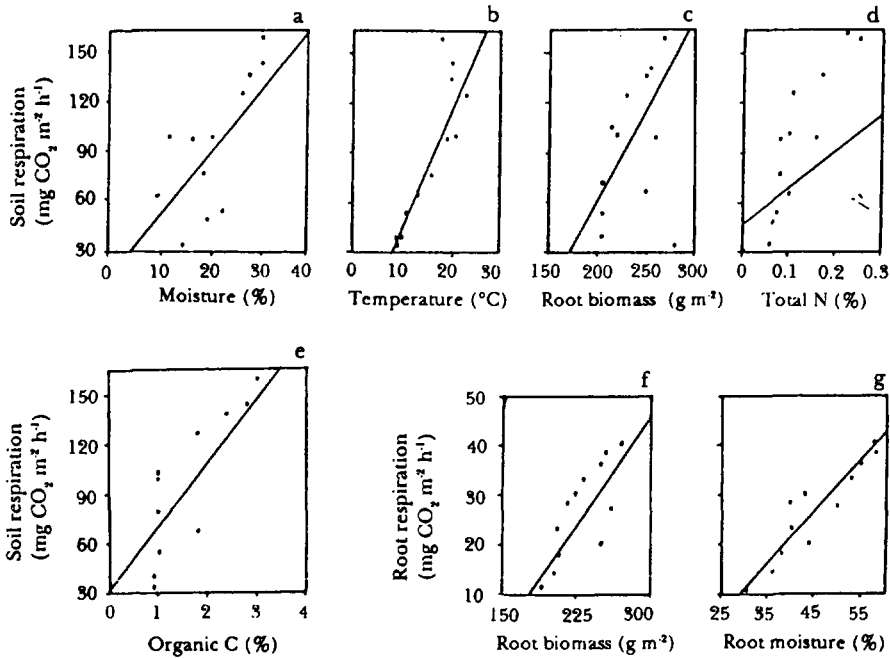 a
b
c
d
Soil respiration
(mg CO₂ m⁻² h⁻¹)
150
120
90
60
30
0
10
20
30
40
Moisture (%)
0
10
20
30
Temperature (°C)
150
200
250
300
Root biomass (g m⁻²)
0
0.1
0.2
0.3
Total N (%)
e
Soil respiration
(mg CO₂ m⁻² h⁻¹)
150
120
90
60
30
0
1
2
3
4
Organic C (%)
f
Root respiration
(mg CO₂ m⁻² h⁻¹)
50
40
30
20
10
150
225
300
Root biomass (g m⁻²)
g
25
35
45
55
Root moisture (%)